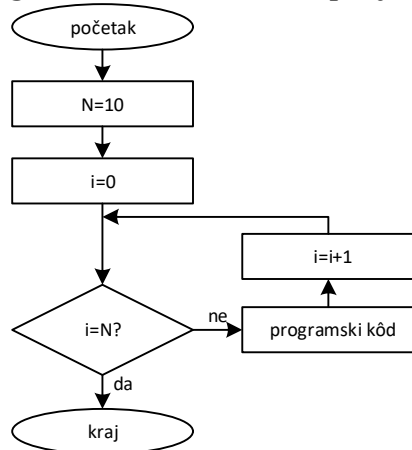 početak
N=10
i=0
i=i+1
i=N?
ne
programski kôd
da
kraj